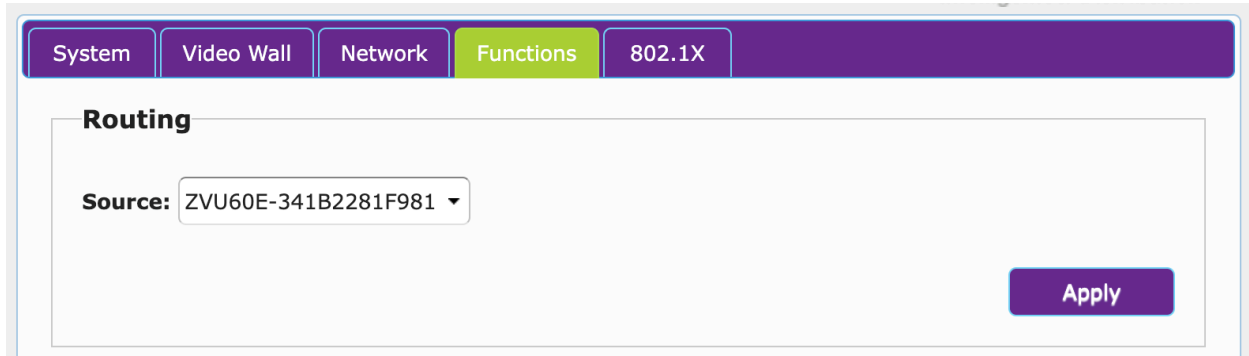 System Video Wall Network Functions 802.1X
Routing
Source: ZVU60E-341B2281F981
Apply